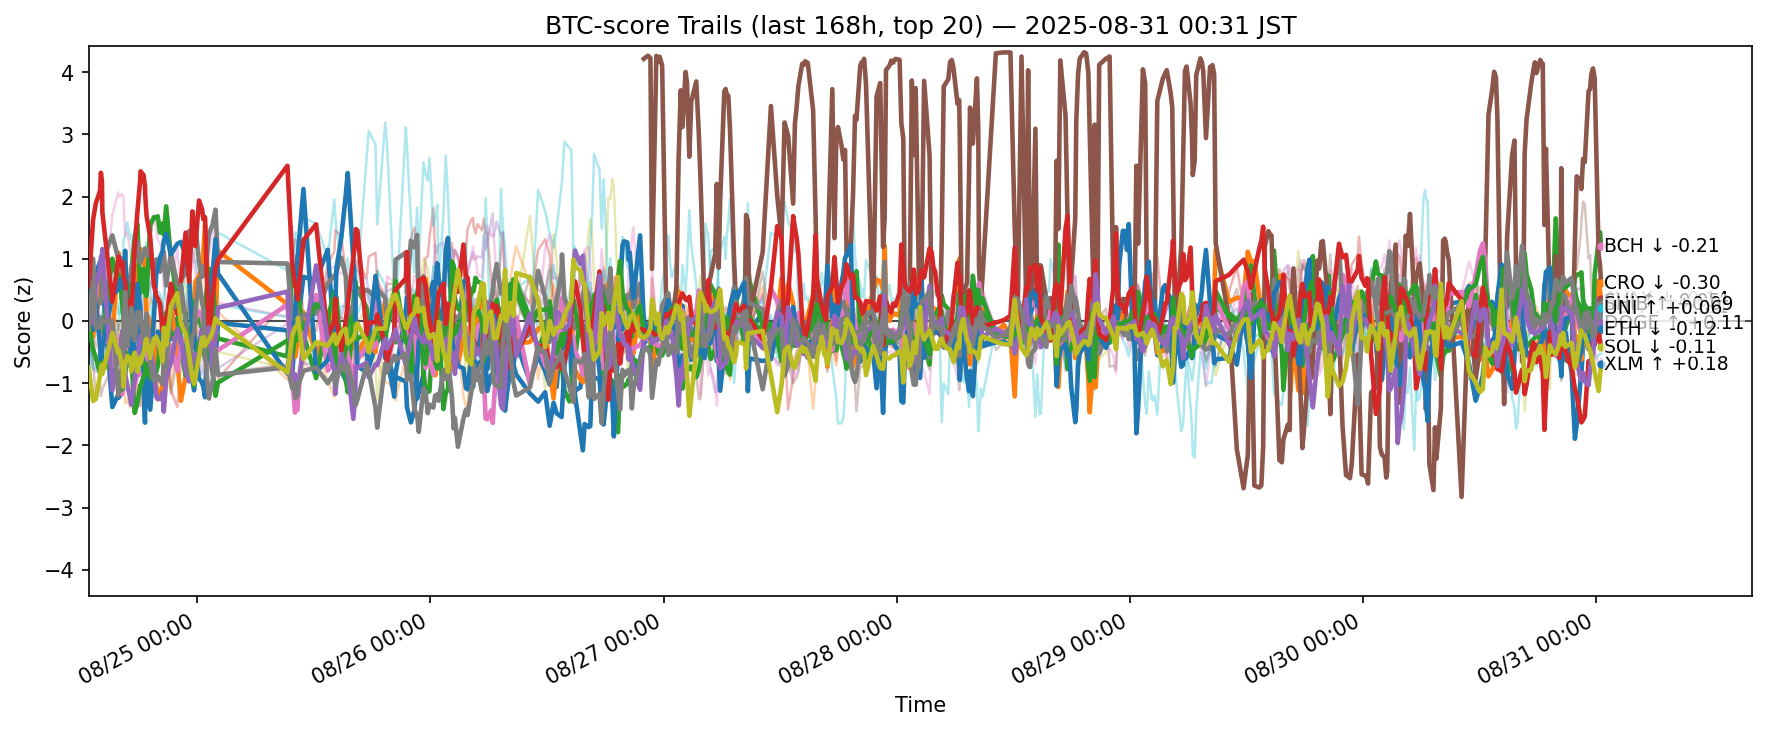 BTC-score Trails (last 168h, top 20) — 2025-08-31 00:31 JST
Score (z)
4
3
2
1
0
−1
−2
−3
−4
BCH ↓ -0.21
CRO ↓ -0.30
UNI ↑ +0.06
DOGE ↑ +0.11
ETH ↓ -0.12
SOL ↓ -0.11
XLM ↑ +0.18
08/25 00:00
08/26 00:00
08/27 00:00
08/28 00:00
08/29 00:00
08/30 00:00
08/31 00:00
Time